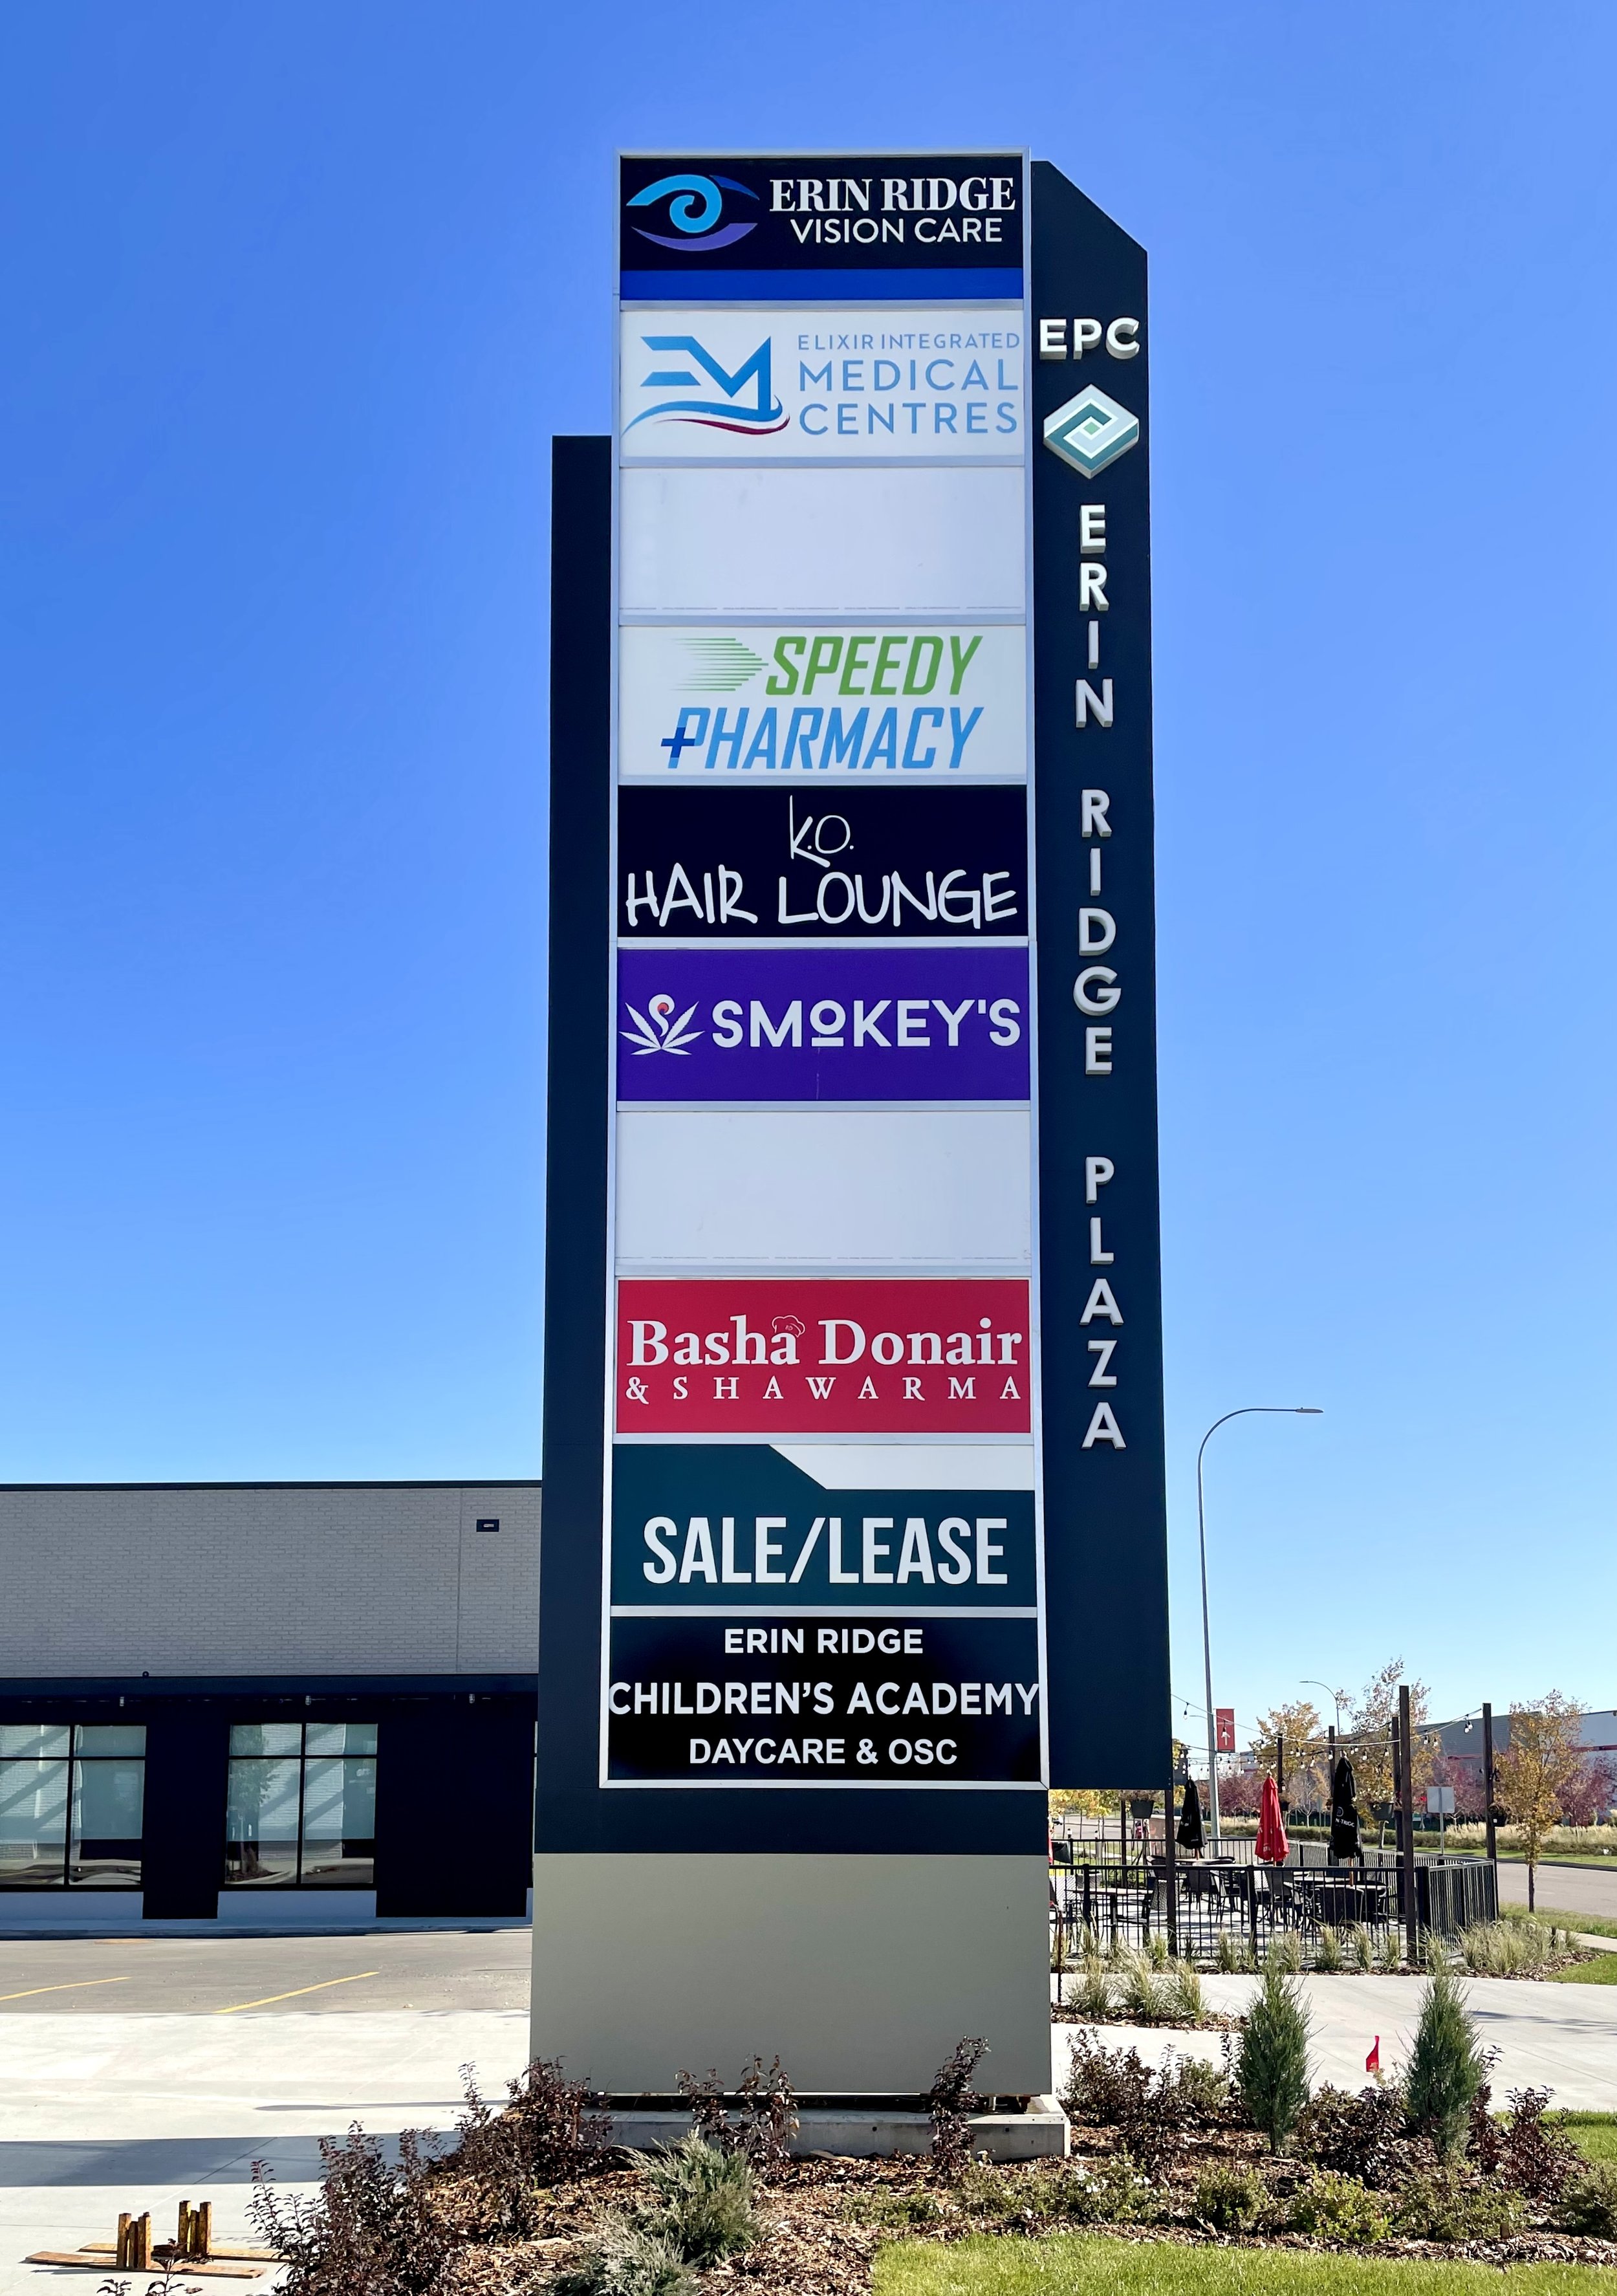 ERIN RIDGE
VISION CARE
ELIXIR INTEGRATED
MEDICAL
CENTRES
SPEEDY
PHARMACY
K.O.
HAIR LOUNGE
SMOKEY'S
Basha Donair
& SHAWARMA
SALE/LEASE
ERIN RIDGE
CHILDREN'S ACADEMY
DAYCARE & OSC
EPC
ERIN RIDGE PLAZA